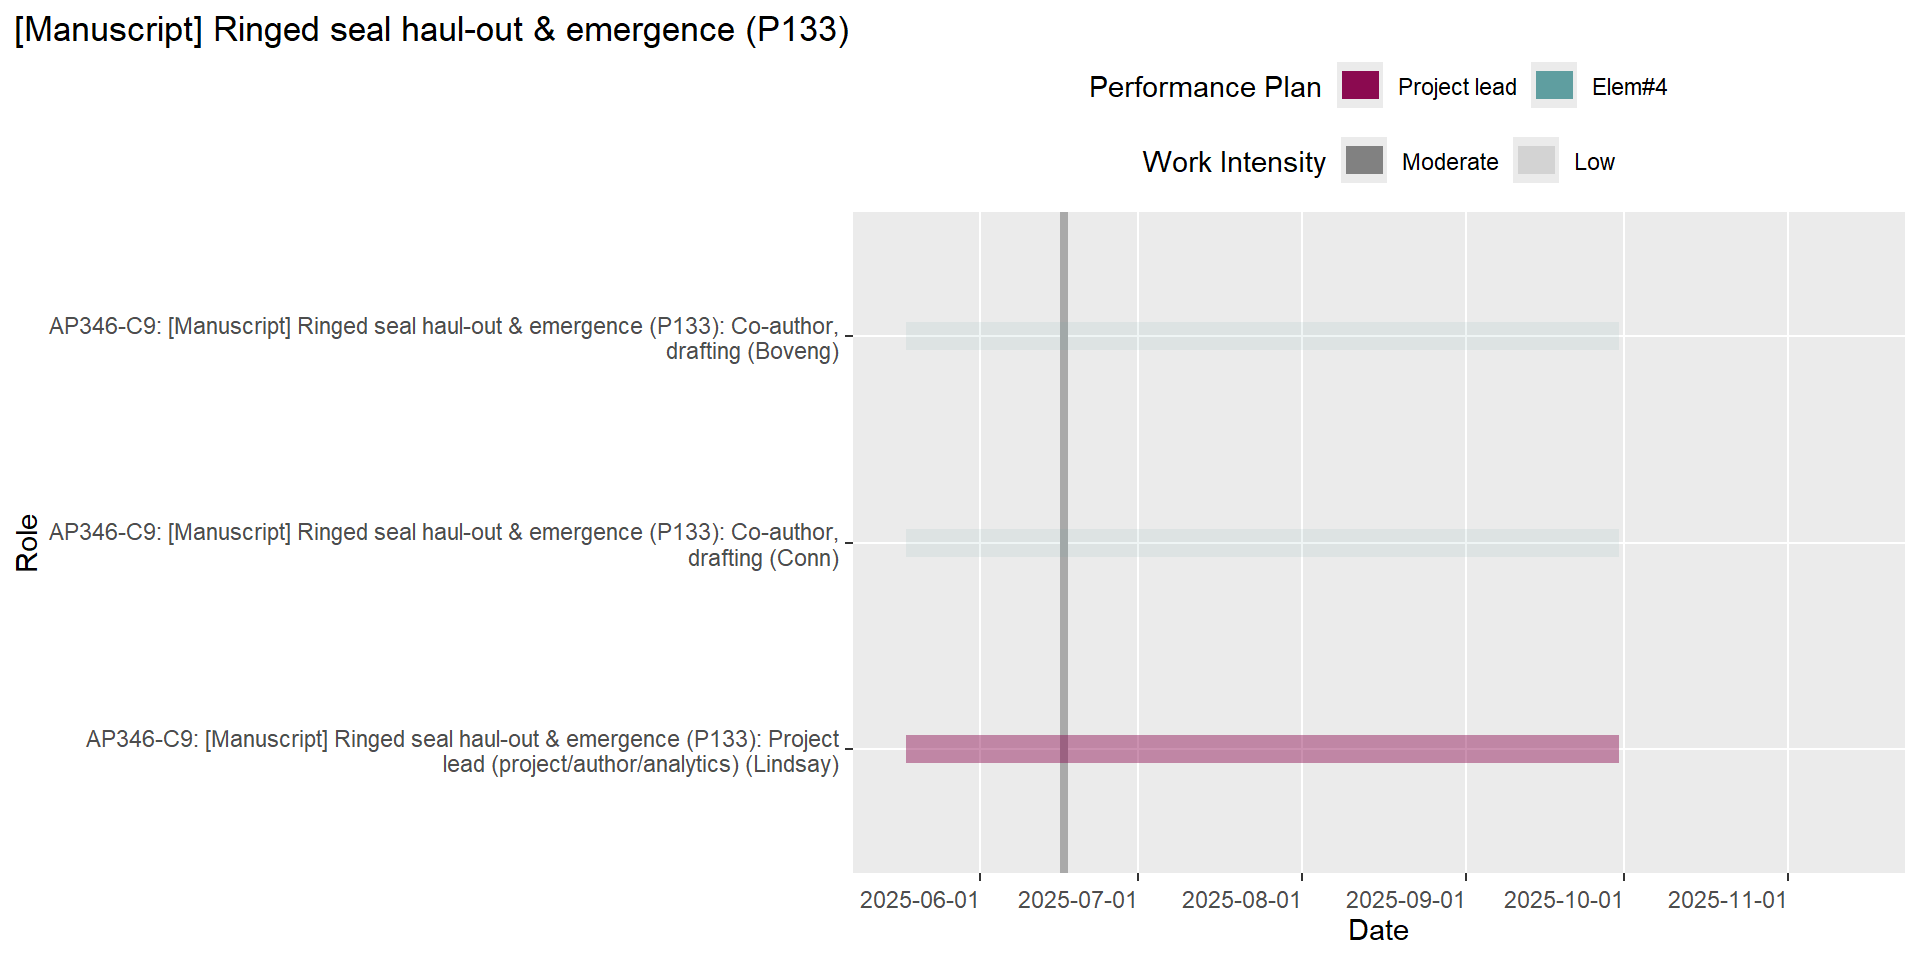 [Manuscript] Ringed seal haul-out & emergence (P133)
Performance Plan Project lead Elem#4
Work Intensity Moderate Low
Role
AP346-C9: [Manuscript] Ringed seal haul-out & emergence (P133): Co-author,
drafting (Boveng)
AP346-C9: [Manuscript] Ringed seal haul-out & emergence (P133): Co-author,
drafting (Conn)
AP346-C9: [Manuscript] Ringed seal haul-out & emergence (P133): Project
lead (project/author/analytics) (Lindsay)
2025-06-01 2025-07-01 2025-08-01 2025-09-01 2025-10-01 2025-11-01
Date